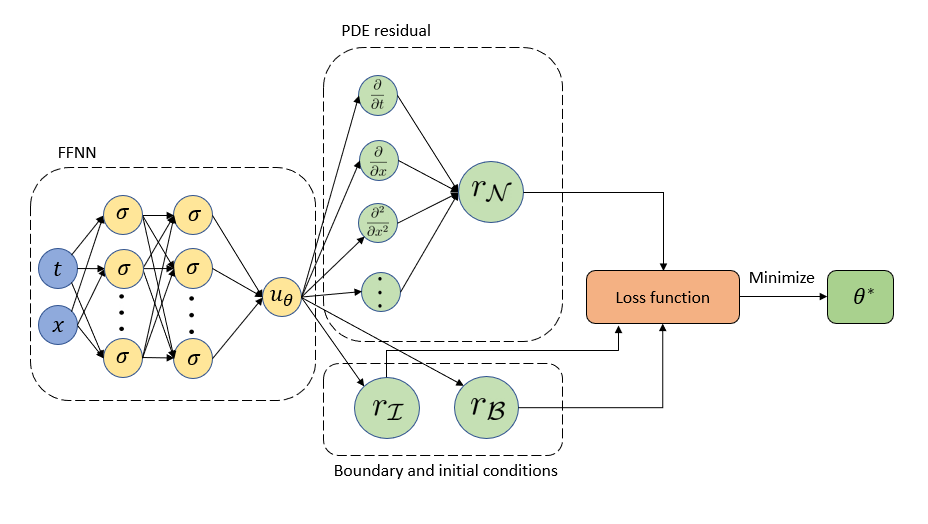 PDE residual
FFNN
∂/∂t
∂/∂x
∂²/∂x²
⋮
r_𝒩
t
x
σ
σ
σ
σ
σ
σ
⋮
⋮
u_θ
Loss function
Minimize
θ*
r_ℐ
r_ℬ
Boundary and initial conditions